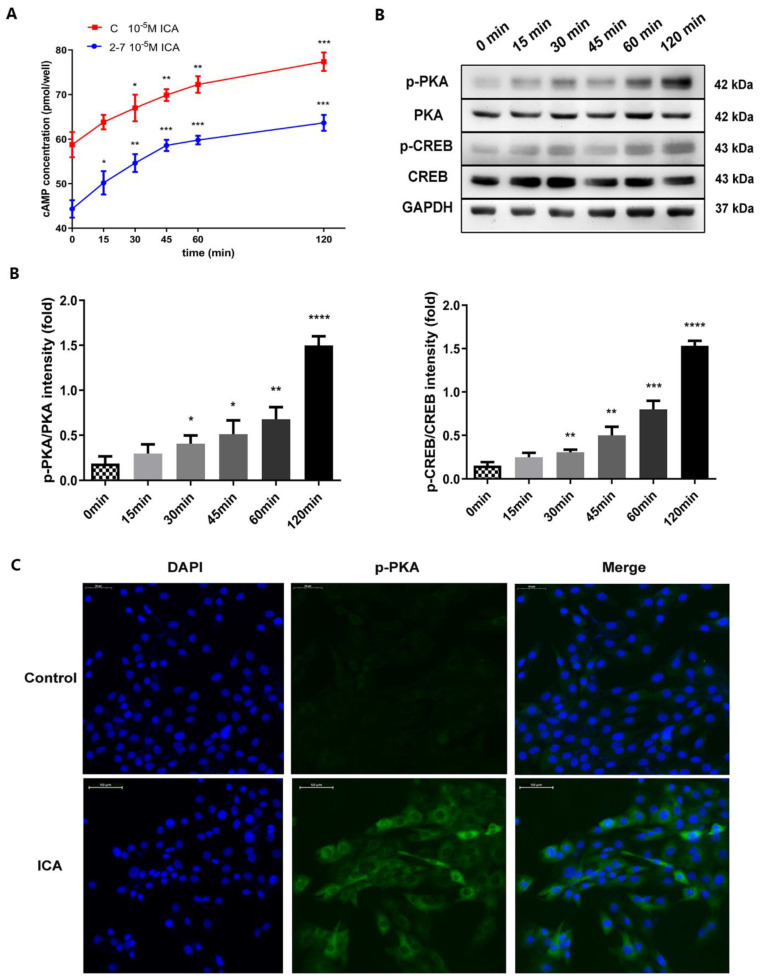 A
C 10⁻⁵M ICA
2-7 10⁻⁵M ICA
cAMP concentration (pmol/well)
80
70
60
50
40
* ** ** ***
* ** *** *** ***
0 15 30 45 60 120
time (min)
B
0 min 15 min 30 min 45 min 60 min 120 min
p-PKA 42 kDa
PKA 42 kDa
p-CREB 43 kDa
CREB 43 kDa
GAPDH 37 kDa
B
p-PKA/PKA intensity (fold)
2.0
1.5
1.0
0.5
0.0
* * ** ****
0min 15min 30min 45min 60min 120min
p-CREB/CREB intensity (fold)
2.0
1.5
1.0
0.5
0.0
** ** *** ****
0min 15min 30min 45min 60min 120min
C
DAPI p-PKA Merge
Control
ICA